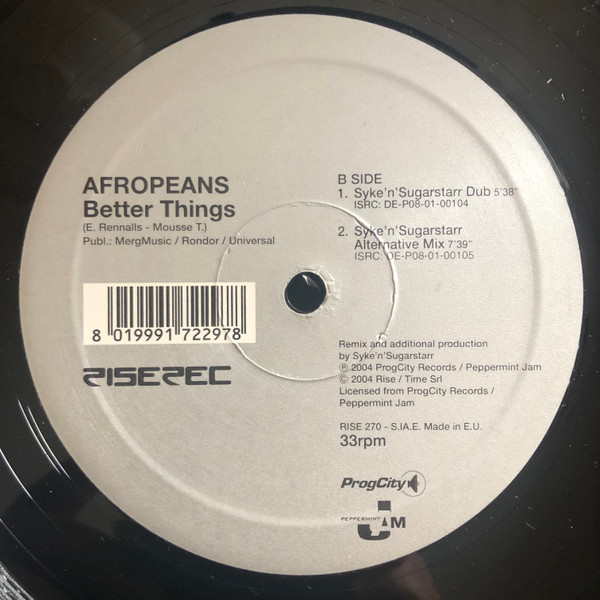 AFROPEANS
Better Things
(E. Rennalls - Mousse T.)
Publ.: MergMusic / Rondor / Universal
8 019991 722978
RISEREC
B SIDE
1. Syke'n'Sugarstarr Dub 5'38"
ISRC: DE-P08-01-00104
2. Syke'n'Sugarstarr
Alternative Mix 7'39"
ISRC: DE-P08-01-00105
Remix and additional production
by Syke'n'Sugarstarr
℗ 2004 ProgCity Records / Peppermint Jam
© 2004 Rise / Time Srl
Licensed from ProgCity Records /
Peppermint Jam
RISE 270 - S.IA.E. Made in E.U.
33rpm
ProgCity
PEPPERMINT JAM